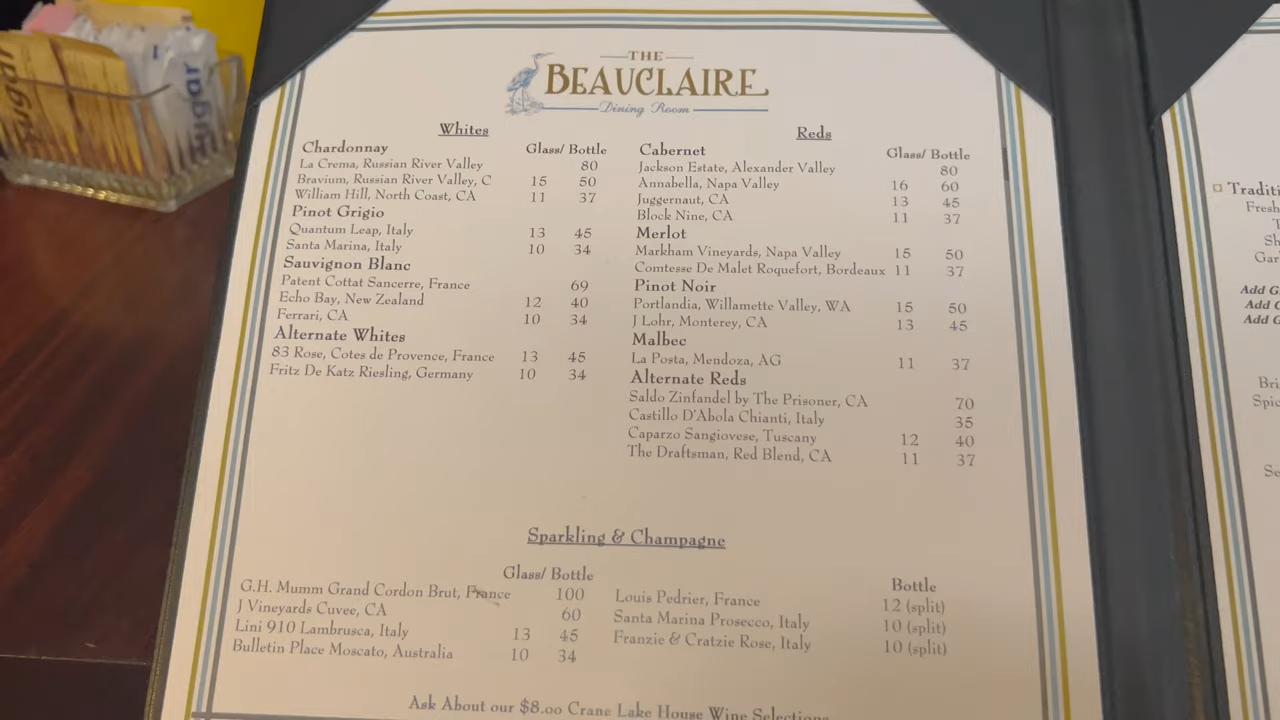 THE
BEAUCLAIRE
Dining Room
Whites
Glass/ Bottle
Chardonnay
La Crema, Russian River Valley 80
Bravium, Russian River Valley, C 15 50
William Hill, North Coast, CA 11 37
Pinot Grigio
Quantum Leap, Italy 13 45
Santa Marina, Italy 10 34
Sauvignon Blanc
Patent Cottat Sancerre, France 69
Echo Bay, New Zealand 12 40
Ferrari, CA 10 34
Alternate Whites
83 Rose, Cotes de Provence, France 13 45
Fritz De Katz Riesling, Germany 10 34
Reds
Cabernet Glass/ Bottle
Jackson Estate, Alexander Valley 80
Annabella, Napa Valley 16 60
Juggernaut, CA 13 45
Block Nine, CA 11 37
Merlot
Markham Vineyards, Napa Valley 15 50
Comtesse De Malet Roquefort, Bordeaux 11 37
Pinot Noir
Portlandia, Willamette Valley, WA 15 50
J Lohr, Monterey, CA 13 45
Malbec
La Posta, Mendoza, AG 11 37
Alternate Reds
Saldo Zinfandel by The Prisoner, CA 70
Castillo D'Abola Chianti, Italy 35
Caparzo Sangiovese, Tuscany 12 40
The Draftsman, Red Blend, CA 11 37
Sparkling & Champagne
Glass/ Bottle
G.H. Mumm Grand Cordon Brut, France 100
J Vineyards Cuvee, CA 60
Lini 910 Lambrusca, Italy 13 45
Bulletin Place Moscato, Australia 10 34
Bottle
Louis Pedrier, France 12 (split)
Santa Marina Prosecco, Italy 10 (split)
Franzie & Cratzie Rose, Italy 10 (split)
Ask About our $8.00 Crane Lake House Wine Selections
Traditi
Fresh
T
Sh
Gar
Add G
Add G
Add G
Bri
Spic
Se
Sugar